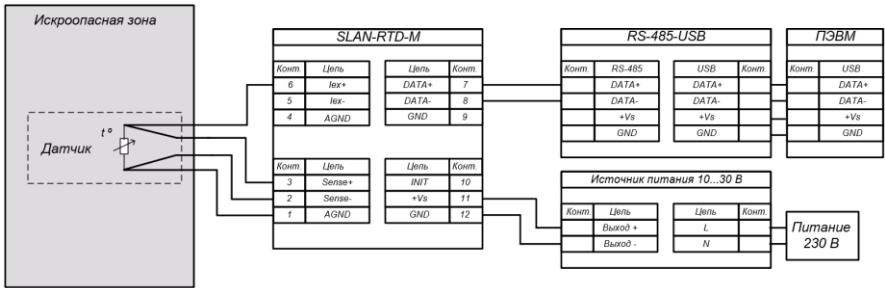 Искроопасная зона
Датчик
t°
SLAN-RTD-M
Конт. Цепь Цепь Конт.
6 Iex+ DATA+ 7
5 Iex- DATA- 8
4 AGND GND 9
Конт. Цепь Цепь Конт.
3 Sense+ INIT 10
2 Sense- +Vs 11
1 AGND GND 12
RS-485-USB
Конт. RS-485 USB Конт.
DATA+ DATA+
DATA- DATA-
+Vs +Vs
GND GND
ПЭВМ
Конт. USB
DATA+
DATA-
+Vs
GND
Источник питания 10...30 В
Конт. Цепь Цепь Конт.
Выход + L
Выход - N
Питание
230 В